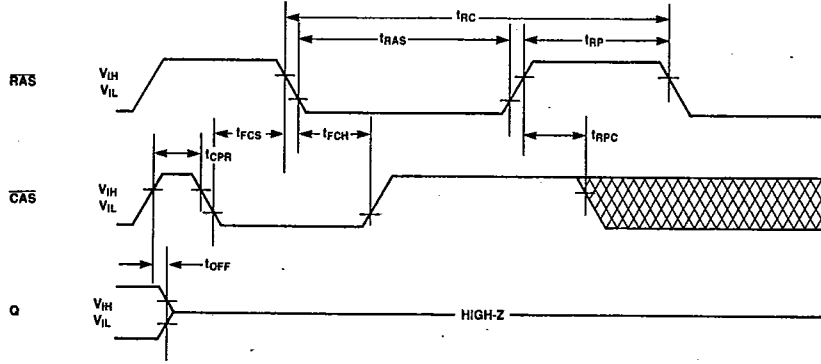 tRC
tRAS
tRP
RAS
VIH
VIL
tFCS
tFCH
tRPC
tCPR
CAS
VIH
VIL
tOFF
Q
VIH
VIL
HIGH-Z